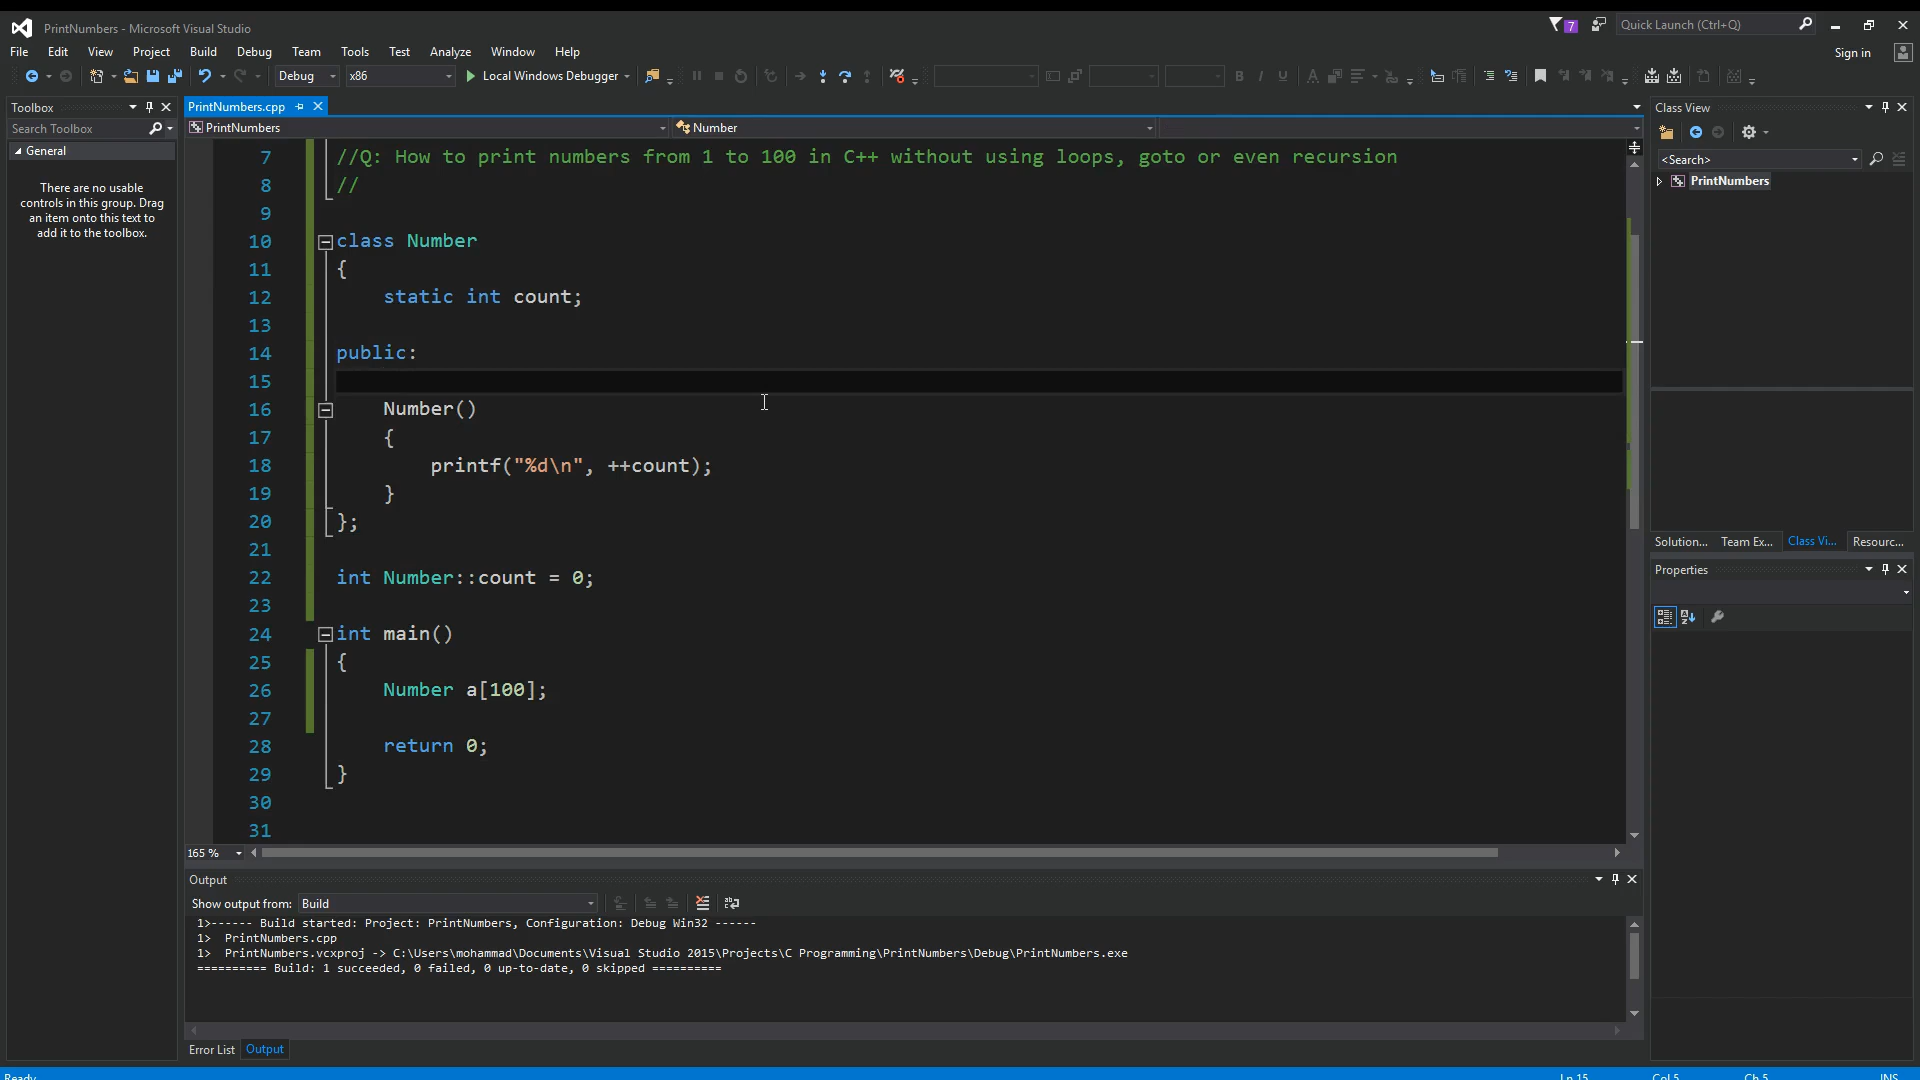 PrintNumbers - Microsoft Visual Studio
7
Quick Launch (Ctrl+Q)
File Edit View Project Build Debug Team Tools Test Analyze Window Help
Sign in
Debug x86 Local Windows Debugger
Toolbox
Search Toolbox
General
There are no usable
controls in this group. Drag
an item onto this text to
add it to the toolbox.
PrintNumbers.cpp
PrintNumbers Number
7 //Q: How to print numbers from 1 to 100 in C++ without using loops, goto or even recursion
8 //
9
10 class Number
11 {
12 static int count;
13
14 public:
15
16 Number()
17 {
18 printf("%d\n", ++count);
19 }
20 };
21
22 int Number::count = 0;
23
24 int main()
25 {
26 Number a[100];
27
28 return 0;
29 }
30
31
165 %
Output
Show output from: Build
1>------ Build started: Project: PrintNumbers, Configuration: Debug Win32 ------
1> PrintNumbers.cpp
1> PrintNumbers.vcxproj -> C:\Users\mohammad\Documents\Visual Studio 2015\Projects\C Programming\PrintNumbers\Debug\PrintNumbers.exe
========== Build: 1 succeeded, 0 failed, 0 up-to-date, 0 skipped ==========
Error List Output
Class View
<Search>
PrintNumbers
Solution... Team Ex... Class Vi... Resourc...
Properties
Ready Ln 15 Col 5 Ch 5 INS